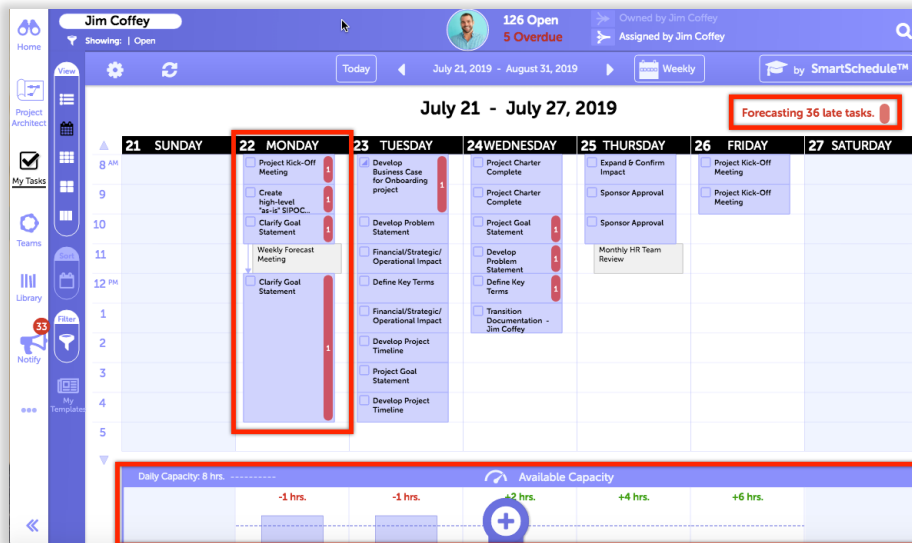 Jim Coffey
Showing: | Open
126 Open
5 Overdue
Owned by Jim Coffey
Assigned by Jim Coffey
Home
Project
Architect
My Tasks
Teams
Library
33
Notify
View
Sort
Filter
My
Templates
Today
July 21, 2019 - August 31, 2019
Weekly
by SmartSchedule™
July 21 - July 27, 2019
Forecasting 36 late tasks.
21 SUNDAY
22 MONDAY
23 TUESDAY
24 WEDNESDAY
25 THURSDAY
26 FRIDAY
27 SATURDAY
8 AM
9
10
11
12 PM
1
2
3
4
5
Project Kick-Off
Meeting
1
Create
high-level
"as-is" SIPOC...
1
Clarify Goal
Statement
1
Weekly Forecast
Meeting
Clarify Goal
Statement
1
Develop
Business Case
for Onboarding
project
1
Develop Problem
Statement
Financial/Strategic/
Operational Impact
Define Key Terms
Financial/Strategic/
Operational Impact
Develop Project
Timeline
Project Goal
Statement
Develop Project
Timeline
Project Charter
Complete
Project Charter
Complete
Project Goal
Statement
1
Develop
Problem
Statement
1
Define Key
Terms
1
Transition
Documentation -
Jim Coffey
Expand & Confirm
Impact
Sponsor Approval
Sponsor Approval
Monthly HR Team
Review
Project Kick-Off
Meeting
Project Kick-Off
Meeting
Daily Capacity: 8 hrs.
Available Capacity
-1 hrs.
-1 hrs.
+2 hrs.
+4 hrs.
+6 hrs.